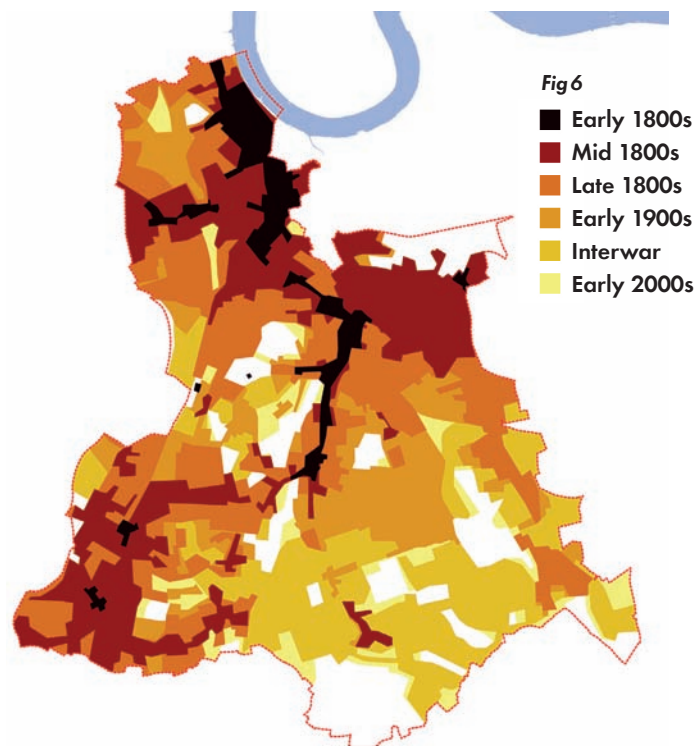 Fig 6
Early 1800s
Mid 1800s
Late 1800s
Early 1900s
Interwar
Early 2000s